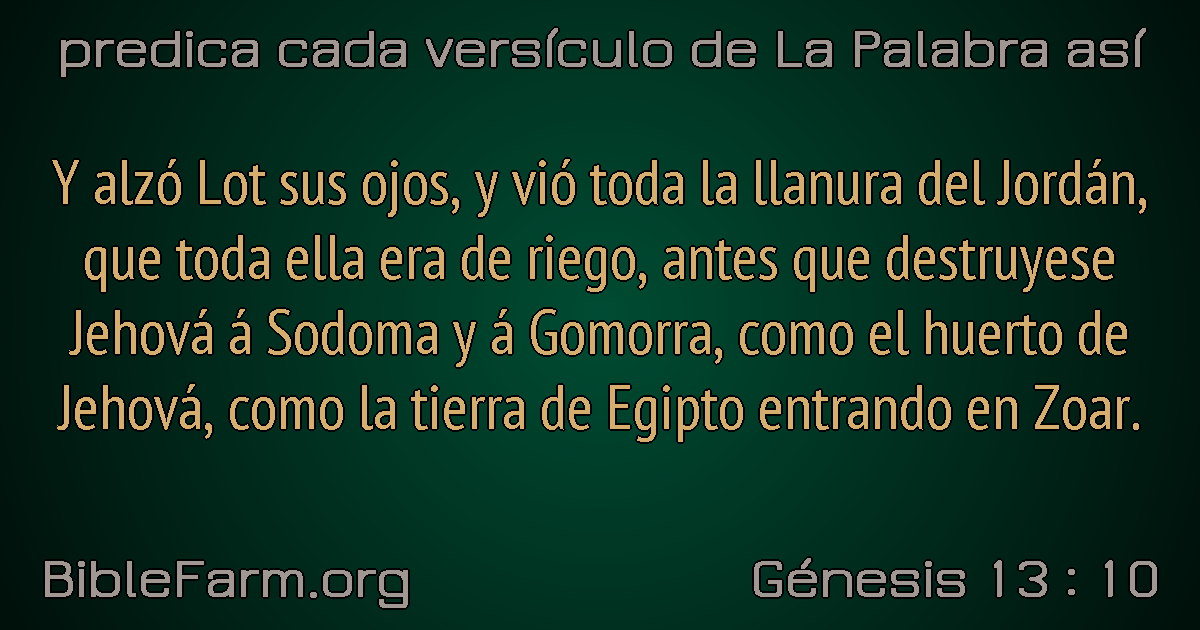 predica cada versículo de La Palabra así
Y alzó Lot sus ojos, y vió toda la llanura del Jordán,
que toda ella era de riego, antes que destruyese
Jehová á Sodoma y á Gomorra, como el huerto de
Jehová, como la tierra de Egipto entrando en Zoar.
BibleFarm.org
Génesis 13 : 10